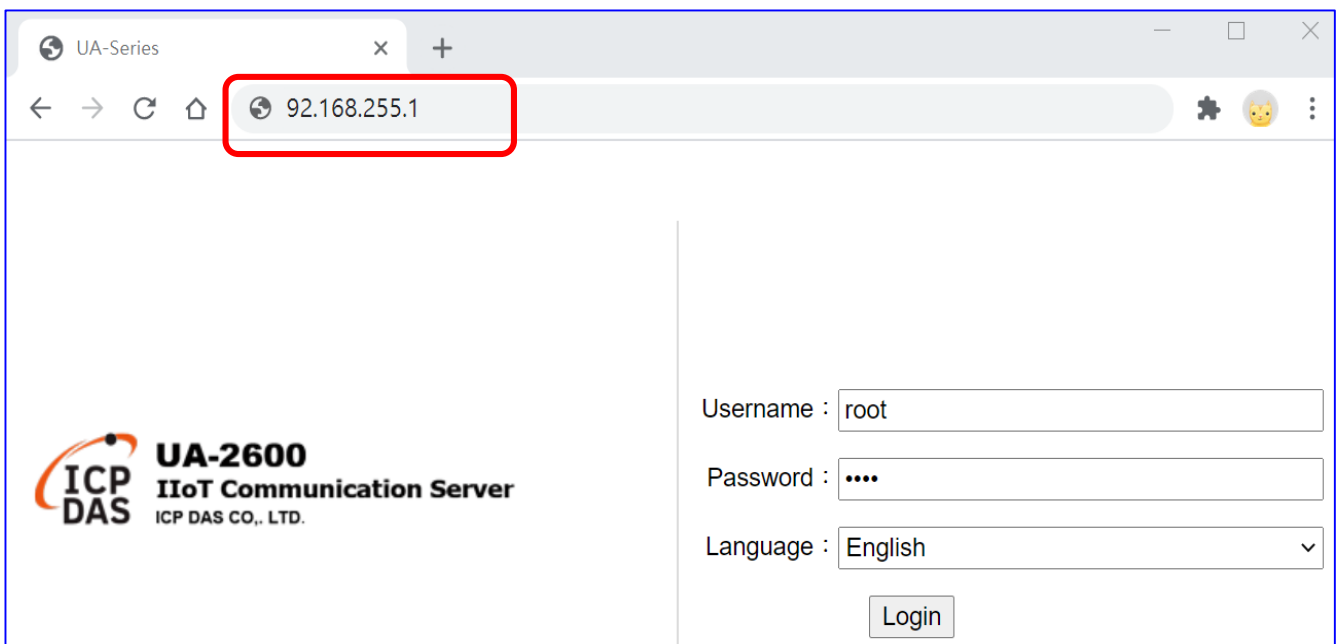 UA-Series
92.168.255.1
Username：root
Password：••••
Language：English
Login
ICP
DAS
UA-2600
IIoT Communication Server
ICP DAS CO,. LTD.